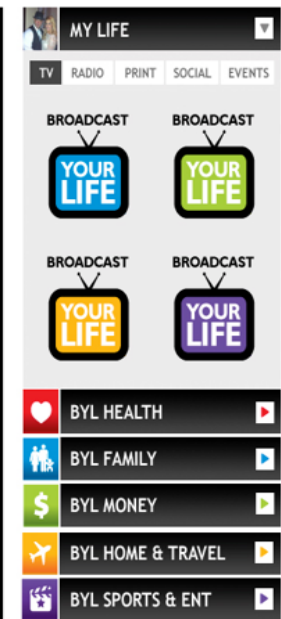 MY LIFE
TV RADIO PRINT SOCIAL EVENTS
BROADCAST BROADCAST
YOUR YOUR
LIFE LIFE
BROADCAST BROADCAST
YOUR YOUR
LIFE LIFE
BYL HEALTH
BYL FAMILY
$ BYL MONEY
BYL HOME & TRAVEL
BYL SPORTS & ENT